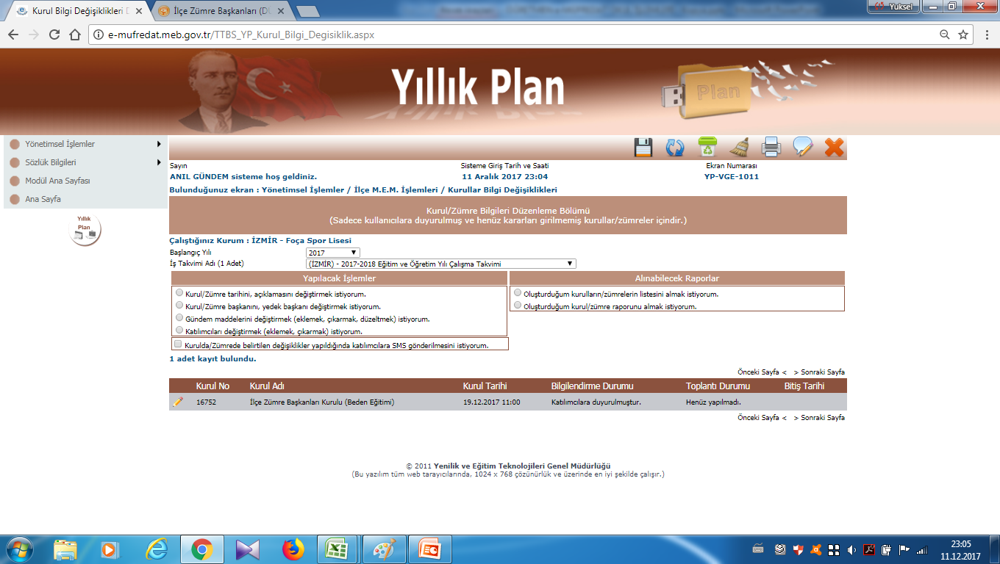 Kurul Bilgi Değişiklikleri D
İlçe Zümre Başkanları (DÜ
Yüksel
e-mufredat.meb.gov.tr/TTBS_YP_Kurul_Bilgi_Degisiklik.aspx
Yıllık Plan
Plan
Yönetimsel İşlemler
Sözlük Bilgileri
Modül Ana Sayfası
Ana Sayfa
Yıllık
Plan
Sayın
Sisteme Giriş Tarih ve Saati
Ekran Numarası
ANIL GÜNDEM sisteme hoş geldiniz.
11 Aralık 2017 23:04
YP-VGE-1011
Bulunduğunuz ekran : Yönetimsel İşlemler / İlçe M.E.M. İşlemleri / Kurullar Bilgi Değişiklikleri
Kurul/Zümre Bilgileri Düzenleme Bölümü
(Sadece kullanıcılara duyurulmuş ve henüz kararları girilmemiş kurullar/zümreler içindir.)
Çalıştığınız Kurum : İZMİR - Foça Spor Lisesi
Başlangıç Yılı
2017
İş Takvimi Adı (1 Adet)
(İZMİR) - 2017-2018 Eğitim ve Öğretim Yılı Çalışma Takvimi
Yapılacak İşlemler
Kurul/Zümre tarihini, açıklamasını değiştirmek istiyorum.
Kurul/Zümre başkanını, yedek başkanı değiştirmek istiyorum.
Gündem maddelerini değiştirmek (eklemek, çıkarmak, düzeltmek) istiyorum.
Katılımcıları değiştirmek (eklemek, çıkarmak) istiyorum.
Kurulda/Zümrede belirtilen değişiklikler yapıldığında katılımcılara SMS gönderilmesini istiyorum.
Alınabilecek Raporlar
Oluşturduğum kurulların/zümrelerin listesini almak istiyorum.
Oluşturduğum kurul/zümre raporunu almak istiyorum.
1 adet kayıt bulundu.
Önceki Sayfa < > Sonraki Sayfa
Kurul No Kurul Adı Kurul Tarihi Bilgilendirme Durumu Toplantı Durumu Bitiş Tarihi
16752 İlçe Zümre Başkanları Kurulu (Beden Eğitimi) 19.12.2017 11:00 Katılımcılara duyurulmuştur. Henüz yapılmadı.
Önceki Sayfa < > Sonraki Sayfa
© 2011 Yenilik ve Eğitim Teknolojileri Genel Müdürlüğü
(Bu yazılım tüm web tarayıcılarında, 1024 x 768 çözünürlük ve üzerinde en iyi şekilde çalışır.)
23:05
11.12.2017